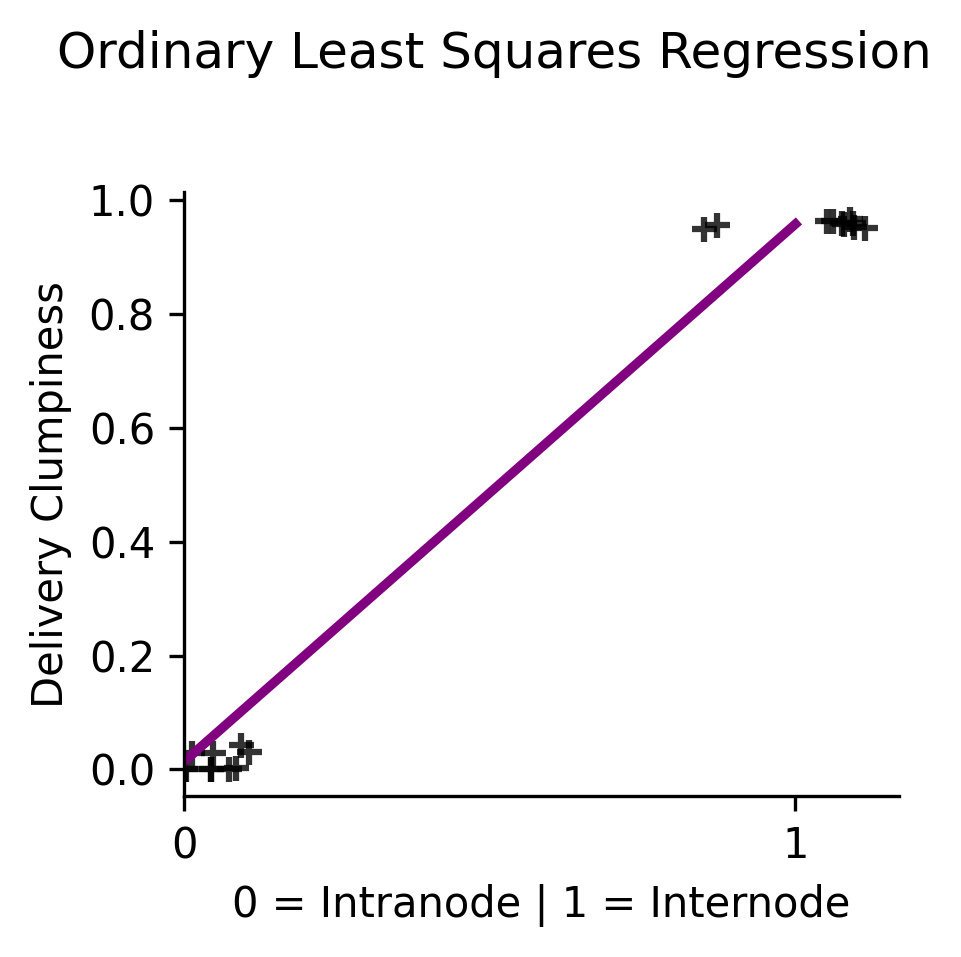 Ordinary Least Squares Regression
1.0
0.8
0.6
0.4
0.2
0.0
Delivery Clumpiness
0
1
0 = Intranode | 1 = Internode